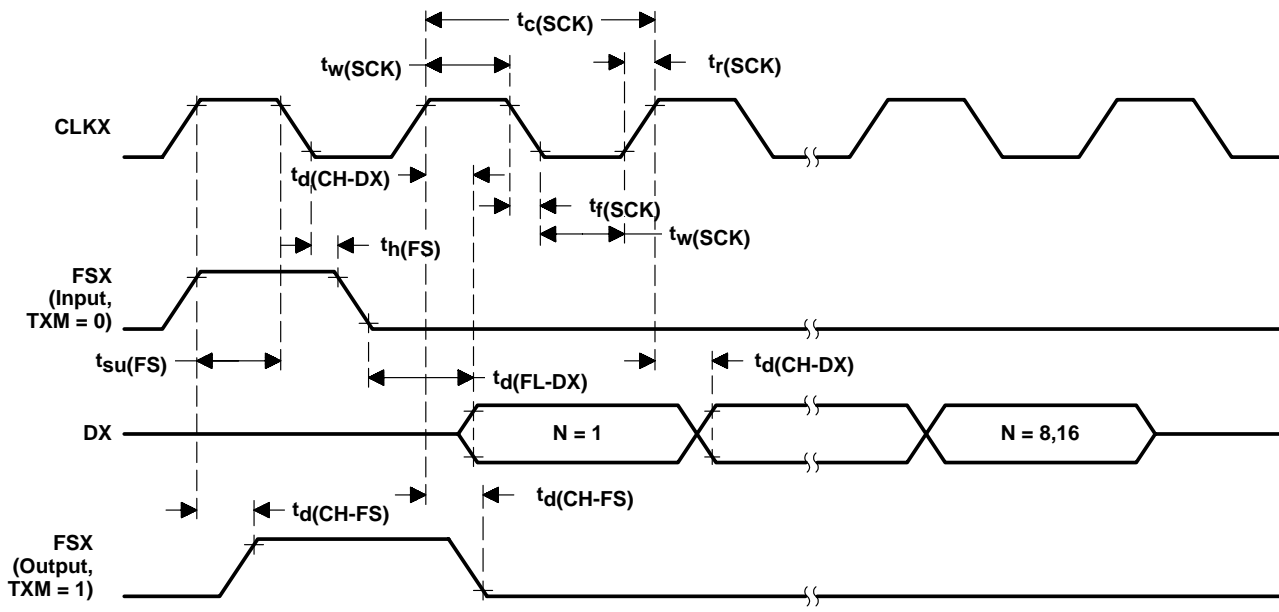 tc(SCK)
tw(SCK)
tr(SCK)
CLKX
td(CH-DX)
tf(SCK)
tw(SCK)
th(FS)
FSX
(Input,
TXM = 0)
tsu(FS)
td(FL-DX)
td(CH-DX)
DX
N = 1
N = 8,16
td(CH-FS)
td(CH-FS)
FSX
(Output,
TXM = 1)